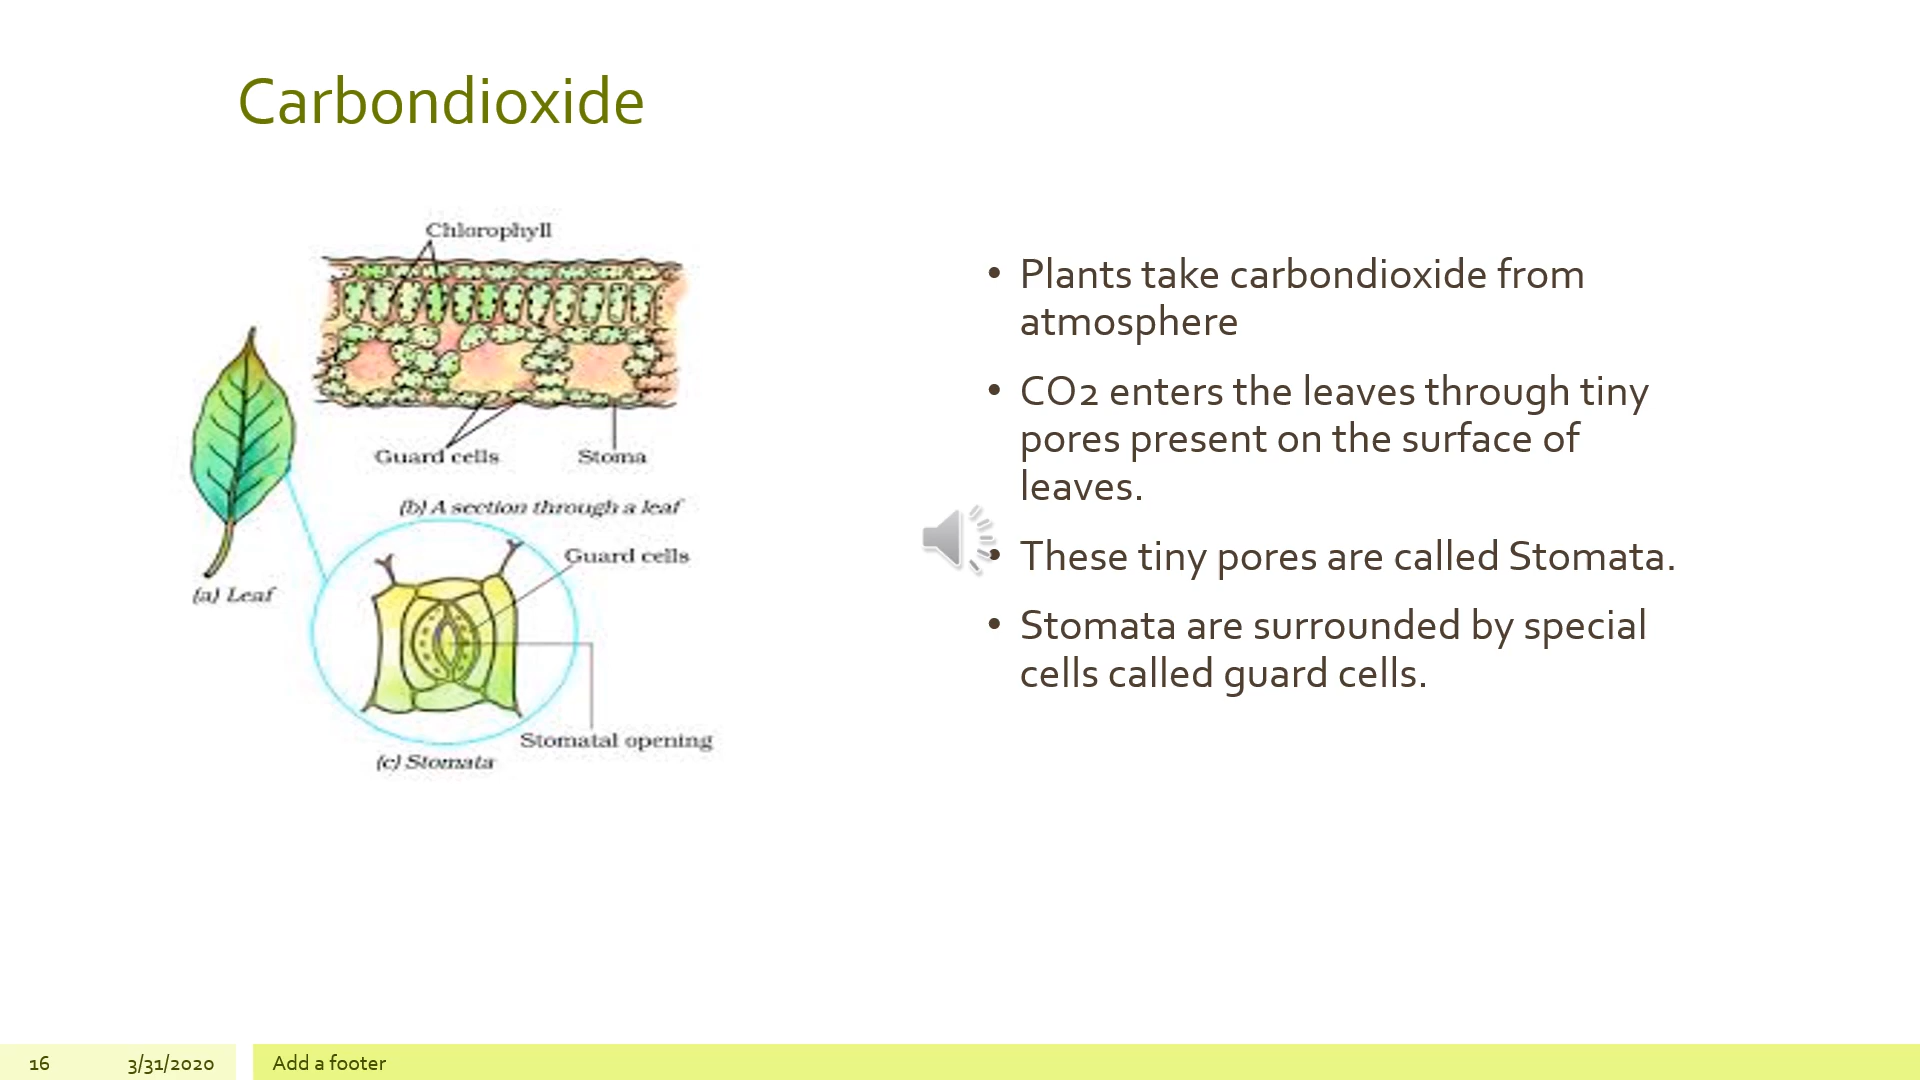 Carbondioxide
Chlorophyll
Guard cells
Stoma
(b) A section through a leaf
Guard cells
(a) Leaf
Stomatal opening
(c) Stomata
• Plants take carbondioxide from
atmosphere
• CO2 enters the leaves through tiny
pores present on the surface of
leaves.
• These tiny pores are called Stomata.
• Stomata are surrounded by special
cells called guard cells.
16
3/31/2020
Add a footer